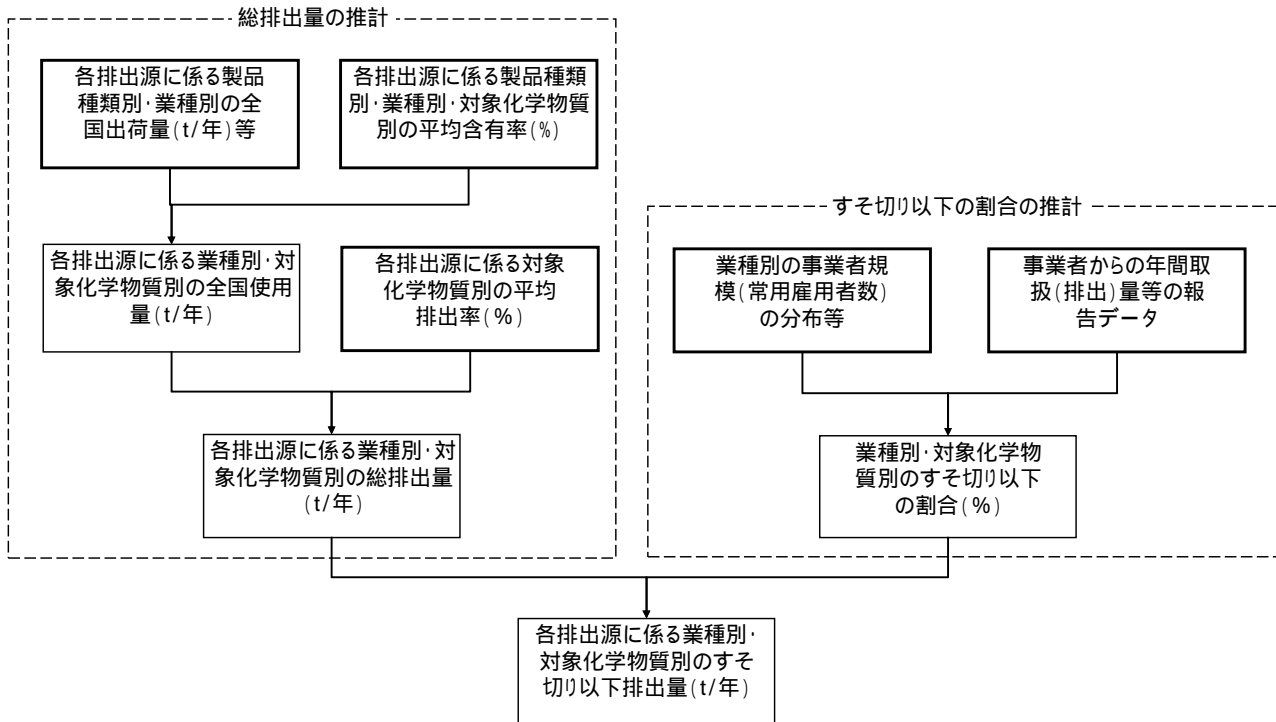 総排出量の推計
各排出源に係る製品
種類別・業種別の全
国出荷量(t/年)等
各排出源に係る製品種類
別・業種別・対象化学物質
別の平均含有率(%)
各排出源に係る業種別・対
象化学物質別の全国使用
量(t/年)
各排出源に係る対象
化学物質別の平均
排出率(%)
各排出源に係る業種別・対
象化学物質別の総排出量
(t/年)
すそ切り以下の割合の推計
業種別の事業者規
模(常用雇用者数)
の分布等
事業者からの年間取
扱(排出)量等の報
告データ
業種別・対象化学物
質別のすそ切り以下
の割合(%)
各排出源に係る業種別・
対象化学物質別のすそ
切り以下排出量(t/年)